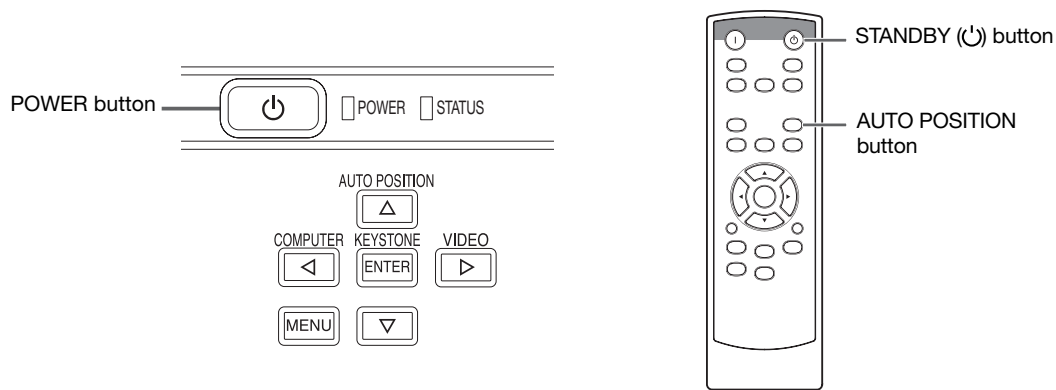 POWER button
POWER STATUS
AUTO POSITION
COMPUTER KEYSTONE VIDEO
ENTER
MENU
STANDBY (⏻) button
AUTO POSITION
button